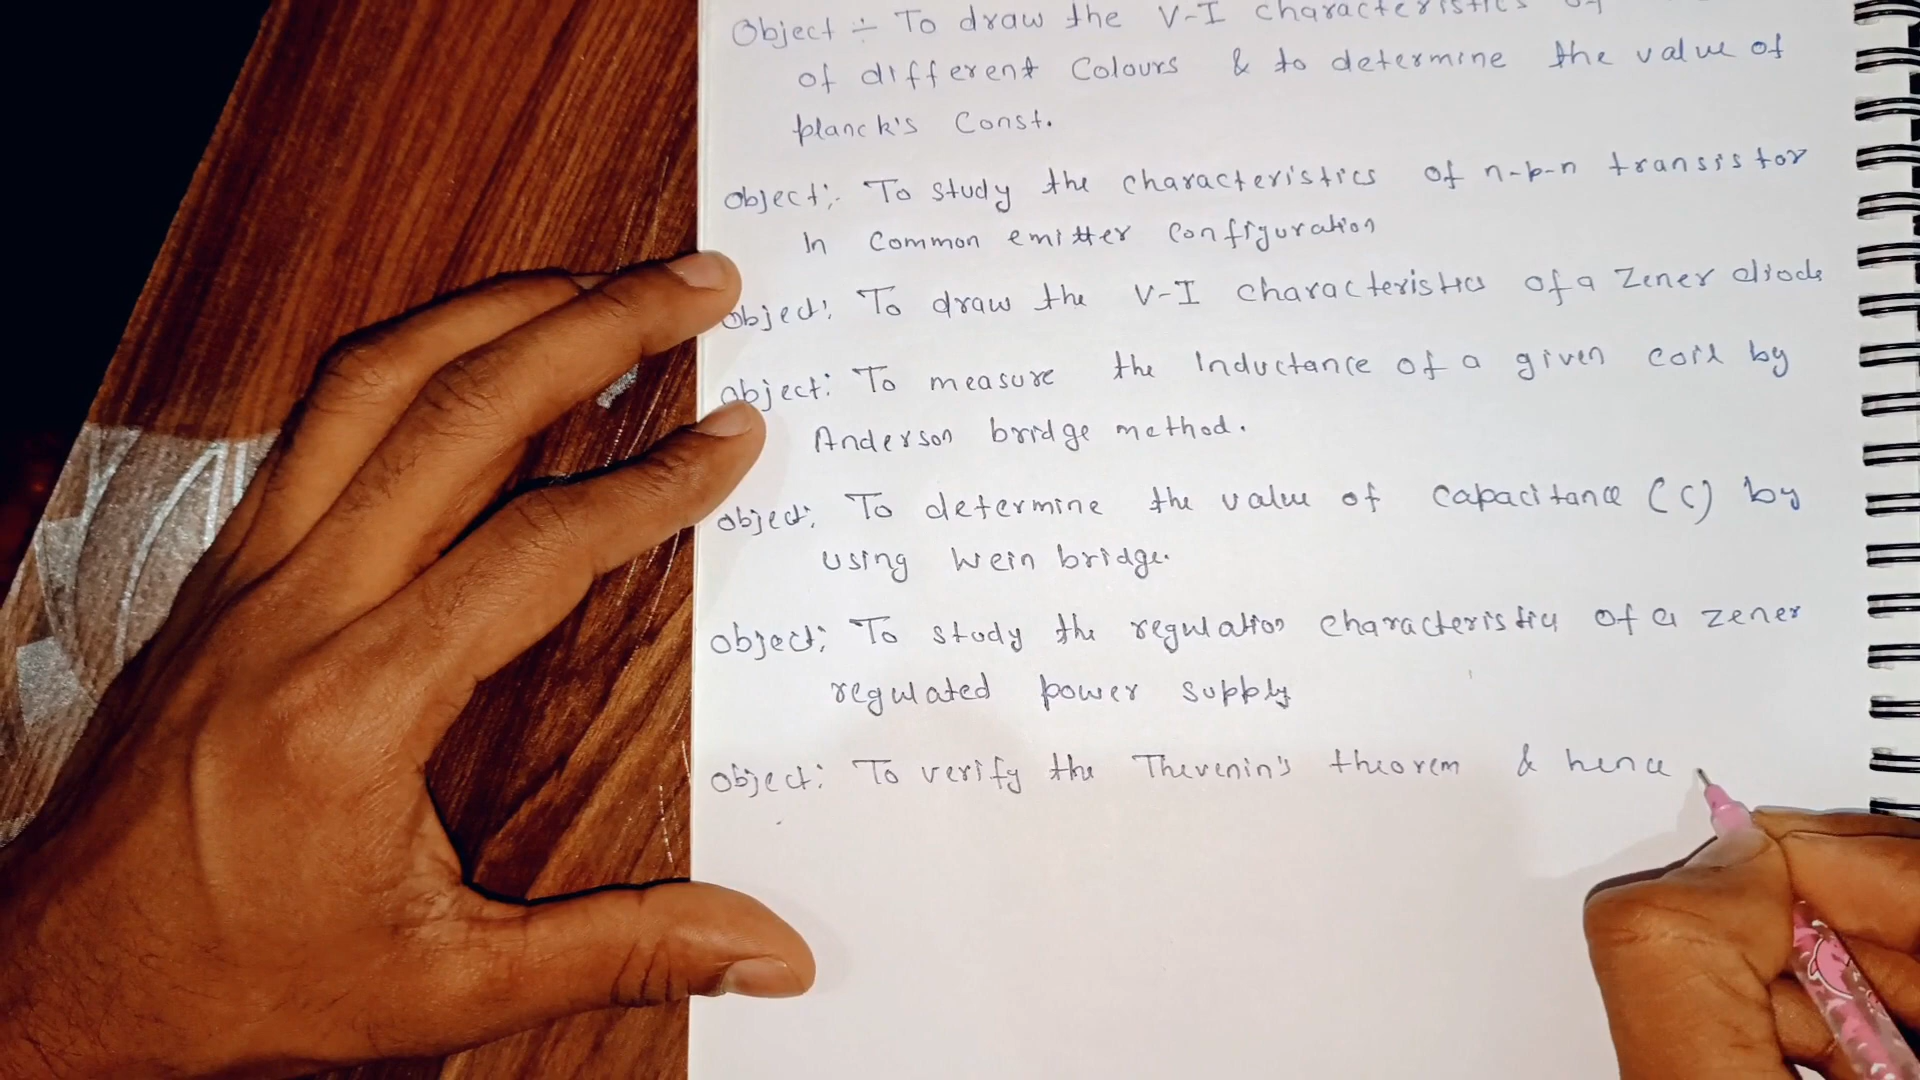 Object ÷ To draw the V-I characteristics of
of different Colours & to determine the value of
planck's Const.
Object:- To study the characteristics of n-p-n transistor
In Common emitter Configuration
Object: To draw the V-I characteristics of a Zener diode
Object: To measure the Inductance of a given coil by
Anderson bridge method.
Object: To determine the value of Capacitance (C) by
using Wein bridge.
Object: To study the regulation characteristics of a zener
regulated power supply
Object: To verify the Thevenin's theorem & hence